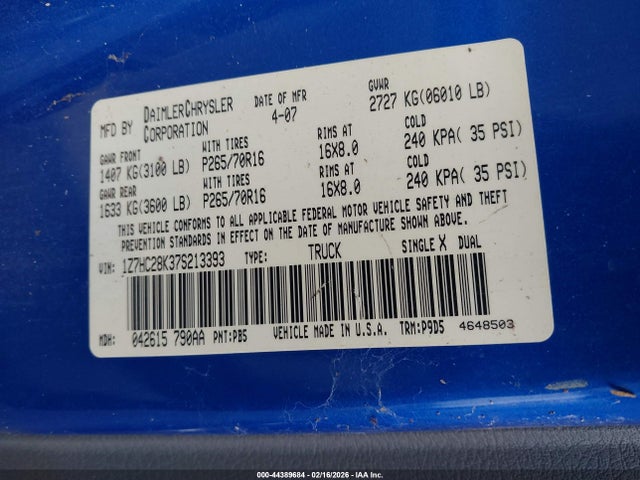 MFD BY DAIMLERCHRYSLER CORPORATION DATE OF MFR 4-07 GVWR 2727 KG(06010 LB)
GAWR FRONT WITH TIRES RIMS AT COLD
1407 KG(3100 LB) P265/70R16 16X8.0 240 KPA( 35 PSI)
GAWR REAR WITH TIRES RIMS AT COLD
1633 KG(3600 LB) P265/70R16 16X8.0 240 KPA( 35 PSI)
THIS VEHICLE CONFORMS TO ALL APPLICABLE FEDERAL MOTOR VEHICLE SAFETY AND THEFT
PREVENTION STANDARDS IN EFFECT ON THE DATE OF MANUFACTURE SHOWN ABOVE.
VIN: 1Z7HC28K37S213393 TYPE: TRUCK SINGLE X DUAL
MDH: 042615 790AA PNT:PB5 VEHICLE MADE IN U.S.A. TRM:P9D5 4648503
000-44389684 - 02/16/2026 - IAA Inc.